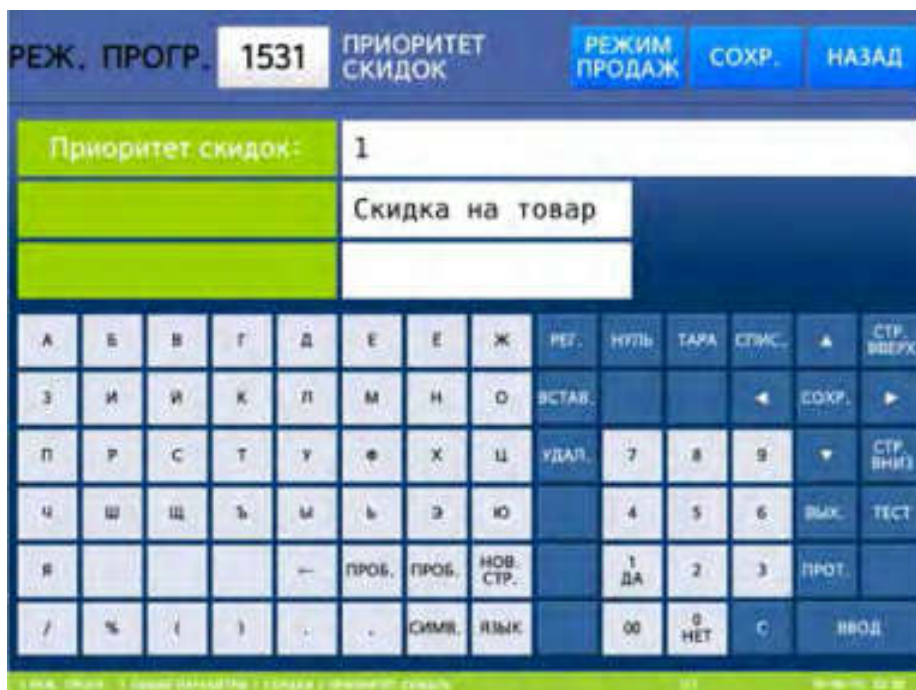 РЕЖ. ПРОГР. 1531 ПРИОРИТЕТ СКИДОК РЕЖИМ ПРОДАЖ СОХР. НАЗАД
Приоритет скидок: 1
Скидка на товар
А Б В Г Д Е Ё Ж РЕГ. НУЛЬ ТАРА СПИС. ▲ СТР. ВВЕРХ
З И Й К Л М Н О ВСТАВ. ◄ СОХР. ►
П Р С Т У Ф Х Ц УДАЛ. 7 8 9 ▼ СТР. ВНИЗ
Ч Ш Щ Ъ Ы Ь Э Ю 4 5 6 ВЫХ. ТЕСТ
Я ← ПРОБ. ПРОБ. НОВ. СТР. 1 ДА 2 3 ПРОТ.
/ % ( ) СИМВ. ЯЗЫК 00 0 НЕТ C ВВОД